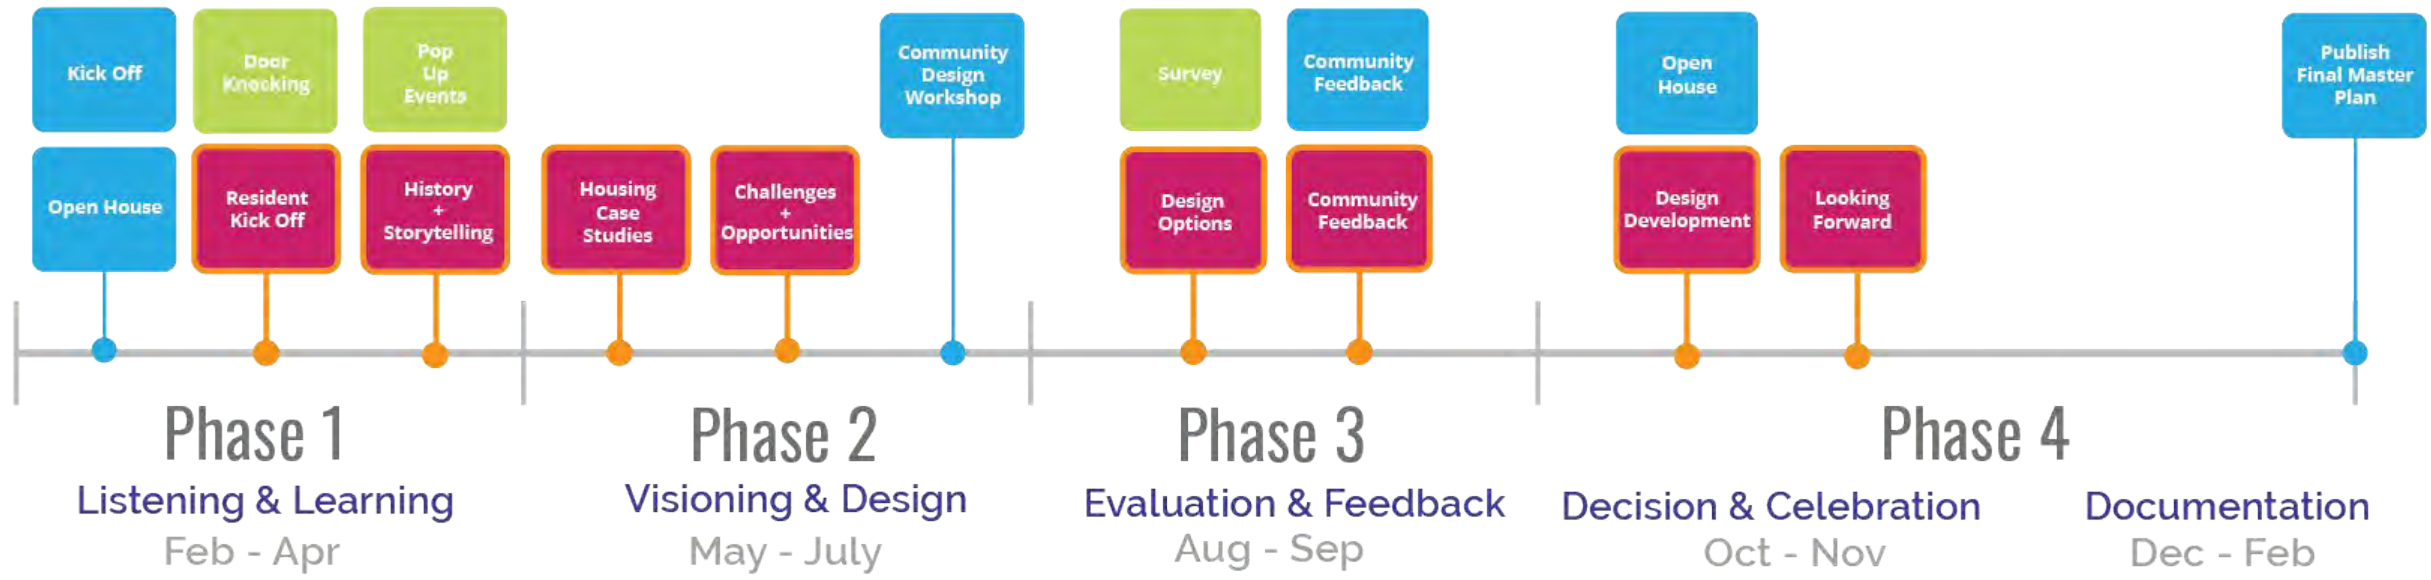 Kick Off
Door
Knocking
Pop
Up
Events
Community
Design
Workshop
Survey
Community
Feedback
Open
House
Publish
Final Master
Plan
Open House
Resident
Kick Off
History
+
Storytelling
Housing
Case
Studies
Challenges
+
Opportunities
Design
Options
Community
Feedback
Design
Development
Looking
Forward
Phase 1
Listening & Learning
Feb - Apr
Phase 2
Visioning & Design
May - July
Phase 3
Evaluation & Feedback
Aug - Sep
Phase 4
Decision & Celebration
Oct - Nov
Documentation
Dec - Feb